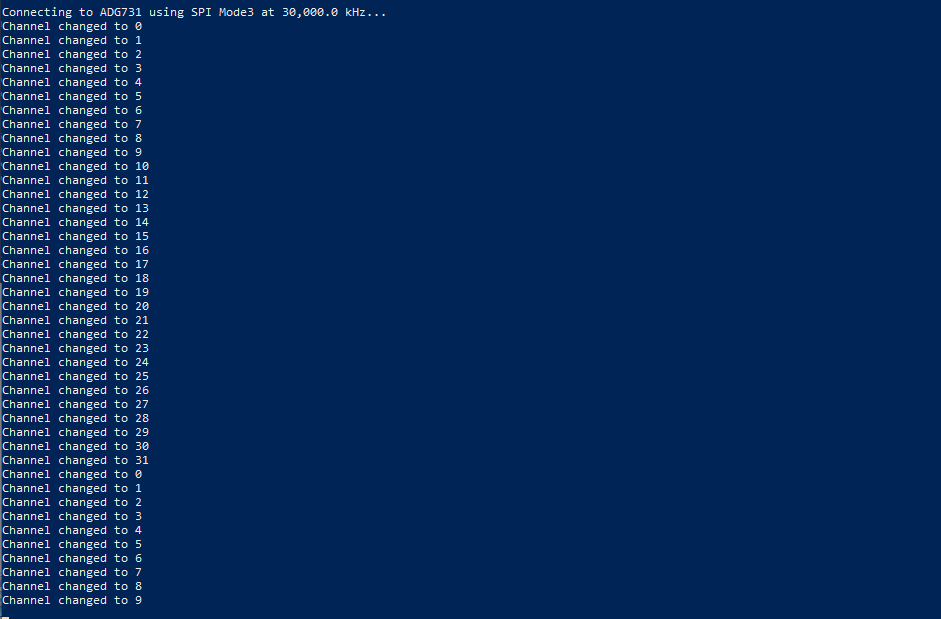 Connecting to ADG731 using SPI Mode3 at 30,000.0 kHz...
Channel changed to 0
Channel changed to 1
Channel changed to 2
Channel changed to 3
Channel changed to 4
Channel changed to 5
Channel changed to 6
Channel changed to 7
Channel changed to 8
Channel changed to 9
Channel changed to 10
Channel changed to 11
Channel changed to 12
Channel changed to 13
Channel changed to 14
Channel changed to 15
Channel changed to 16
Channel changed to 17
Channel changed to 18
Channel changed to 19
Channel changed to 20
Channel changed to 21
Channel changed to 22
Channel changed to 23
Channel changed to 24
Channel changed to 25
Channel changed to 26
Channel changed to 27
Channel changed to 28
Channel changed to 29
Channel changed to 30
Channel changed to 31
Channel changed to 0
Channel changed to 1
Channel changed to 2
Channel changed to 3
Channel changed to 4
Channel changed to 5
Channel changed to 6
Channel changed to 7
Channel changed to 8
Channel changed to 9